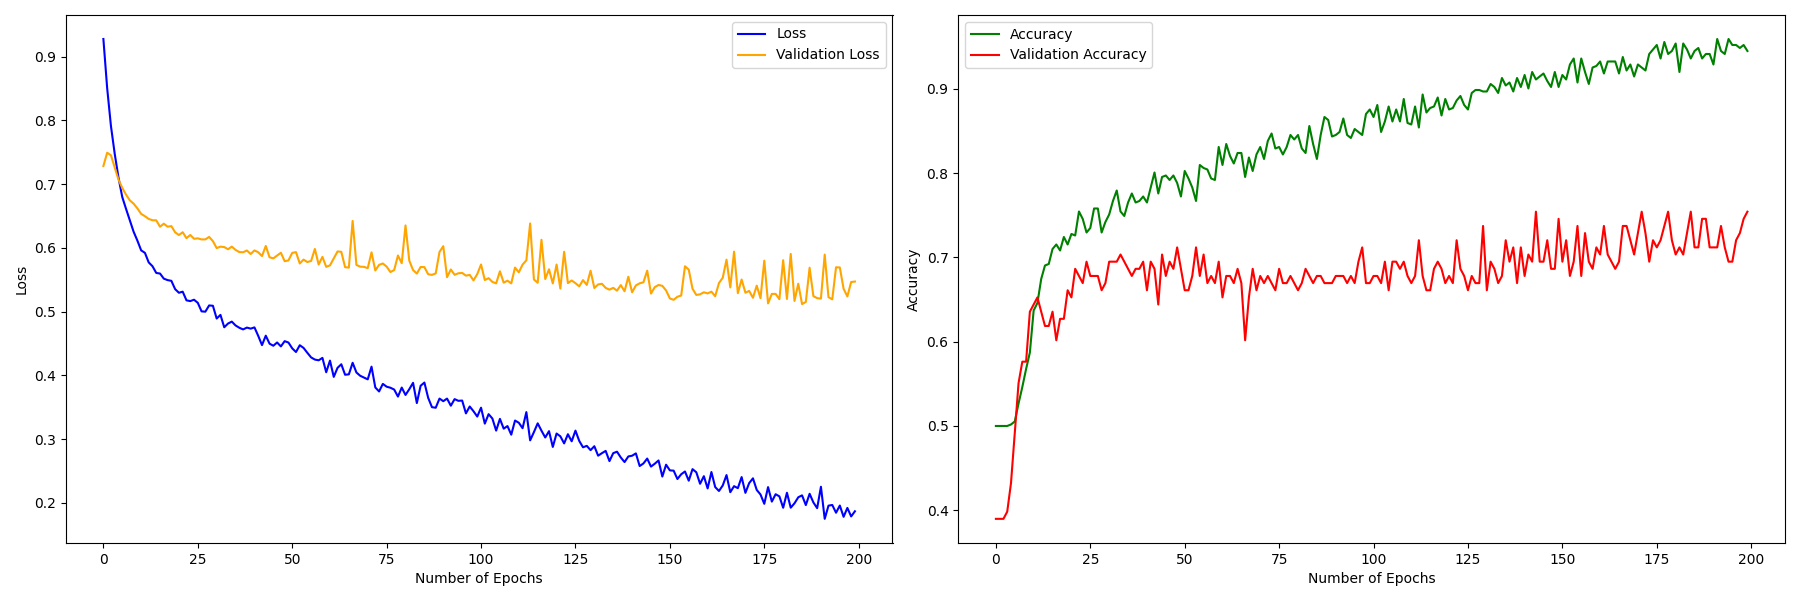 Loss
Validation Loss
0.9
0.8
0.7
0.6
0.5
0.4
0.3
0.2
Loss
0 25 50 75 100 125 150 175 200
Number of Epochs
Accuracy
Validation Accuracy
0.9
0.8
0.7
0.6
0.5
0.4
Accuracy
0 25 50 75 100 125 150 175 200
Number of Epochs